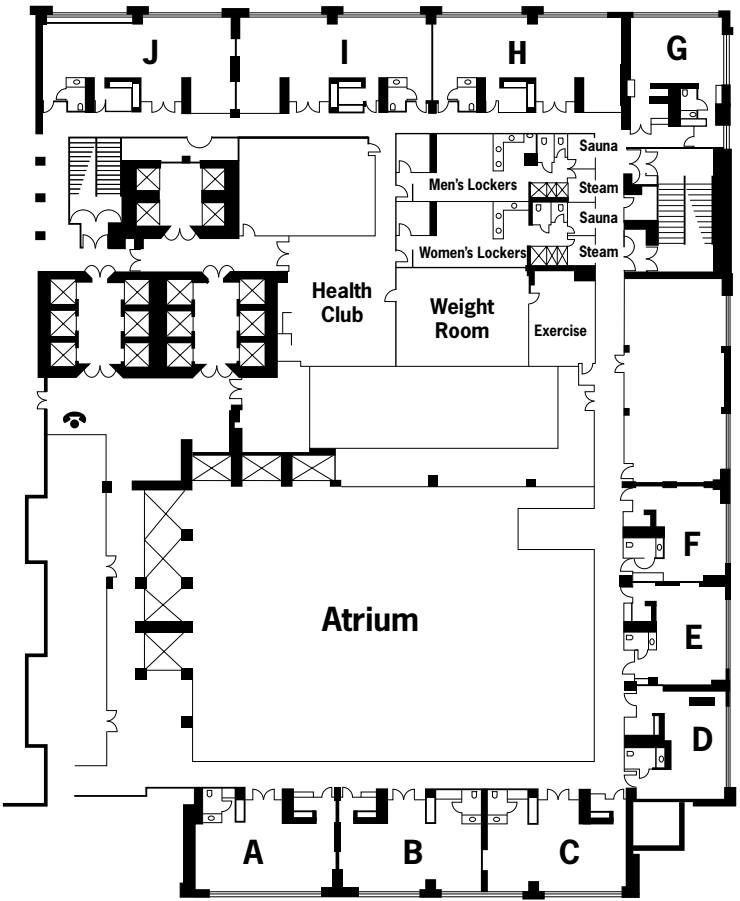 J
I
H
G
Sauna
Men's Lockers
Steam
Sauna
Women's Lockers
Steam
Health
Club
Weight
Room
Exercise
F
Atrium
E
D
A
B
C